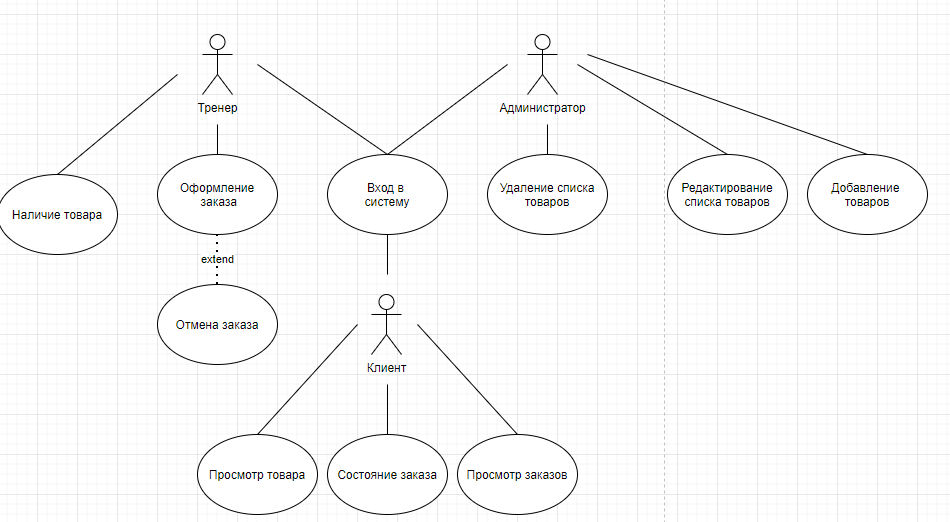 Тренер
Администратор
Наличие товара
Оформление
заказа
Вход в
систему
Удаление списка
товаров
Редактирование
списка товаров
Добавление
товаров
extend
Отмена заказа
Клиент
Просмотр товара
Состояние заказа
Просмотр заказов